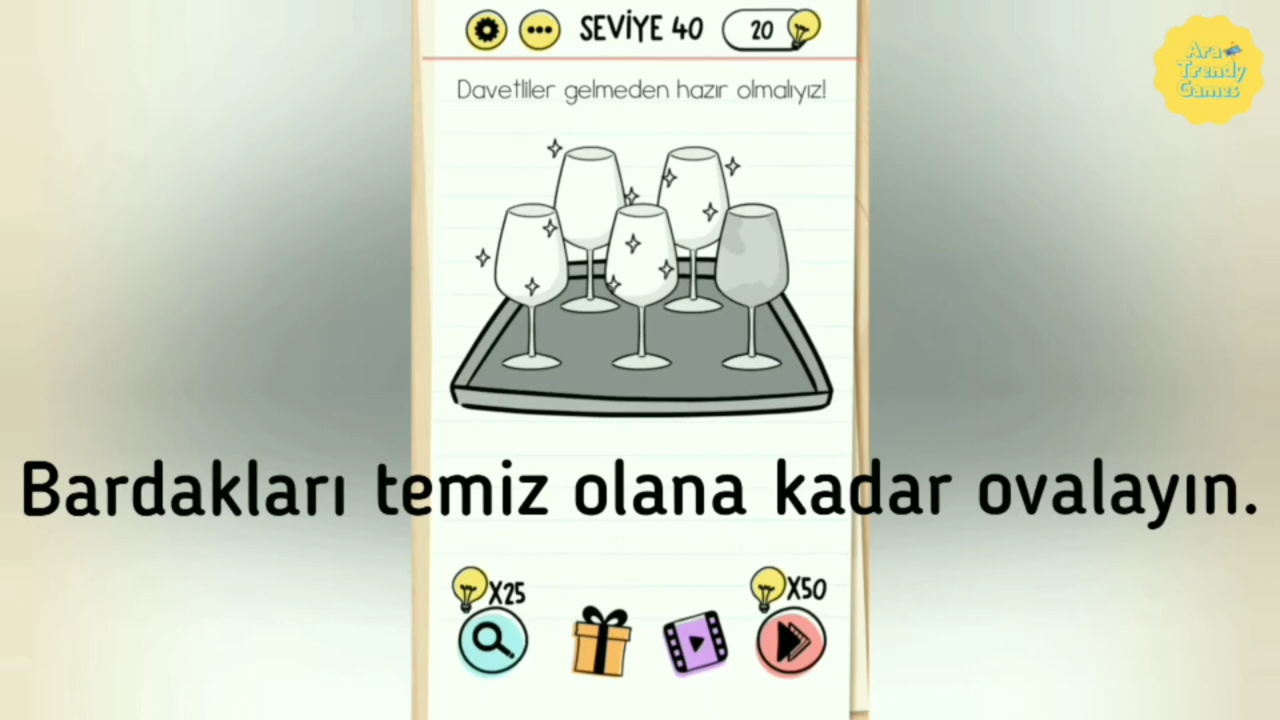 SEVİYE 40
20
Ara
Trendy
Games
Davetliler gelmeden hazır olmalıyız!
Bardakları temiz olana kadar ovalayın.
X25
X50